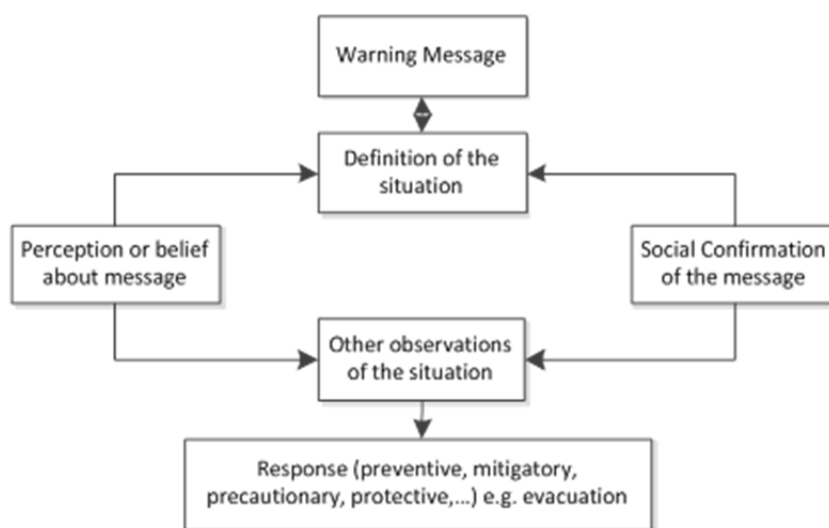 Warning Message
Definition of the
situation
Perception or belief
about message
Social Confirmation
of the message
Other observations
of the situation
Response (preventive, mitigatory,
precautionary, protective,...) e.g. evacuation